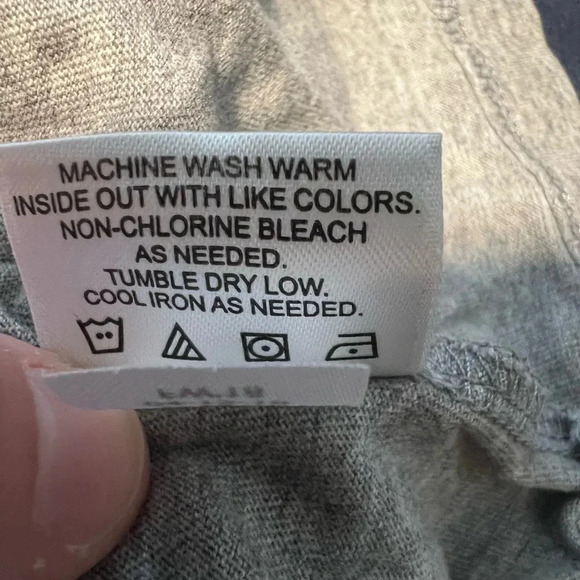 MACHINE WASH WARM
INSIDE OUT WITH LIKE COLORS.
NON-CHLORINE BLEACH
AS NEEDED.
TUMBLE DRY LOW.
COOL IRON AS NEEDED.